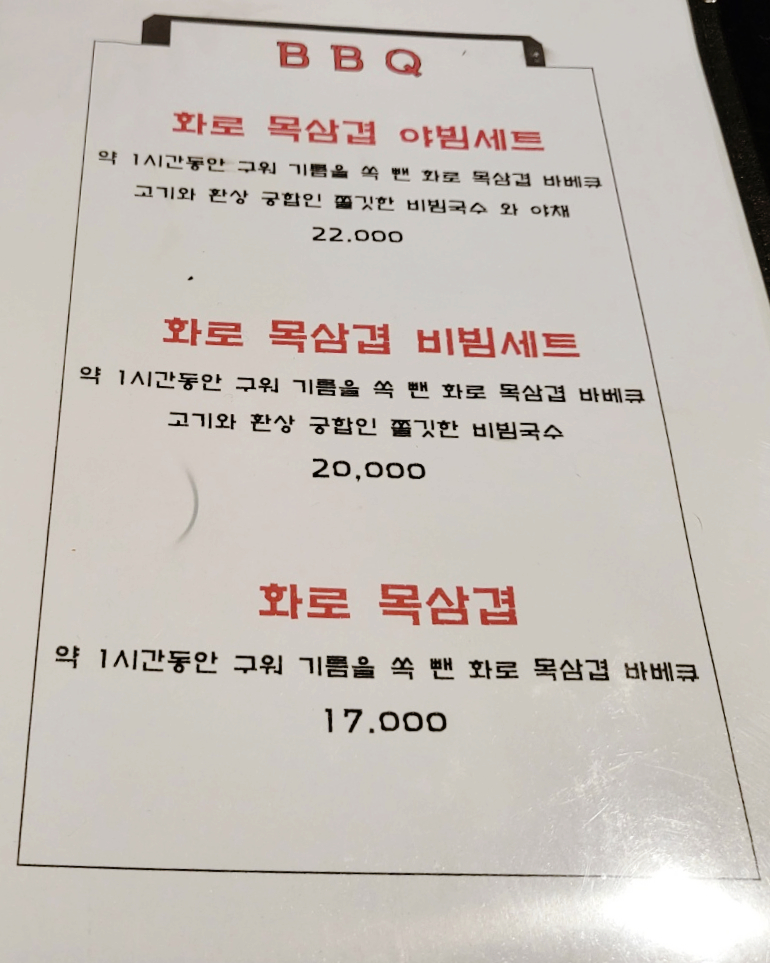 BBQ
화로 목삼겹 야빔세트
약 1시간동안 구워 기름을 쏙 뺀 화로 목삼겹 바베큐
고기와 환상 궁합인 쫄깃한 비빔국수 와 야채
22.000
화로 목삼겹 비빔세트
약 1시간동안 구워 기름을 쏙 뺀 화로 목삼겹 바베큐
고기와 환상 궁합인 쫄깃한 비빔국수
20,000
화로 목삼겹
약 1시간동안 구워 기름을 쏙 뺀 화로 목삼겹 바베큐
17.000